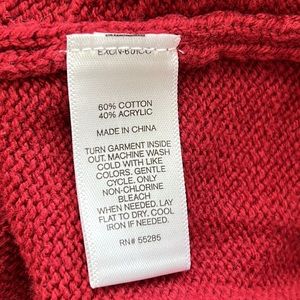 60% COTTON
40% ACRYLIC
MADE IN CHINA
TURN GARMENT INSIDE
OUT. MACHINE WASH
COLD WITH LIKE
COLORS. GENTLE
CYCLE. ONLY
NON-CHLORINE
BLEACH
WHEN NEEDED. LAY
FLAT TO DRY. COOL
IRON IF NEEDED.
RN# 55285